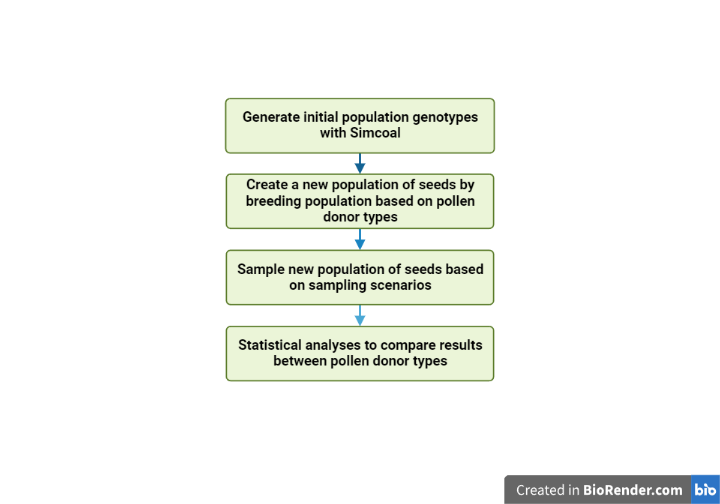 Generate initial population genotypes
with Simcoal
Create a new population of seeds by
breeding population based on pollen
donor types
Sample new population of seeds based
on sampling scenarios
Statistical analyses to compare results
between pollen donor types
Created in BioRender.com bio